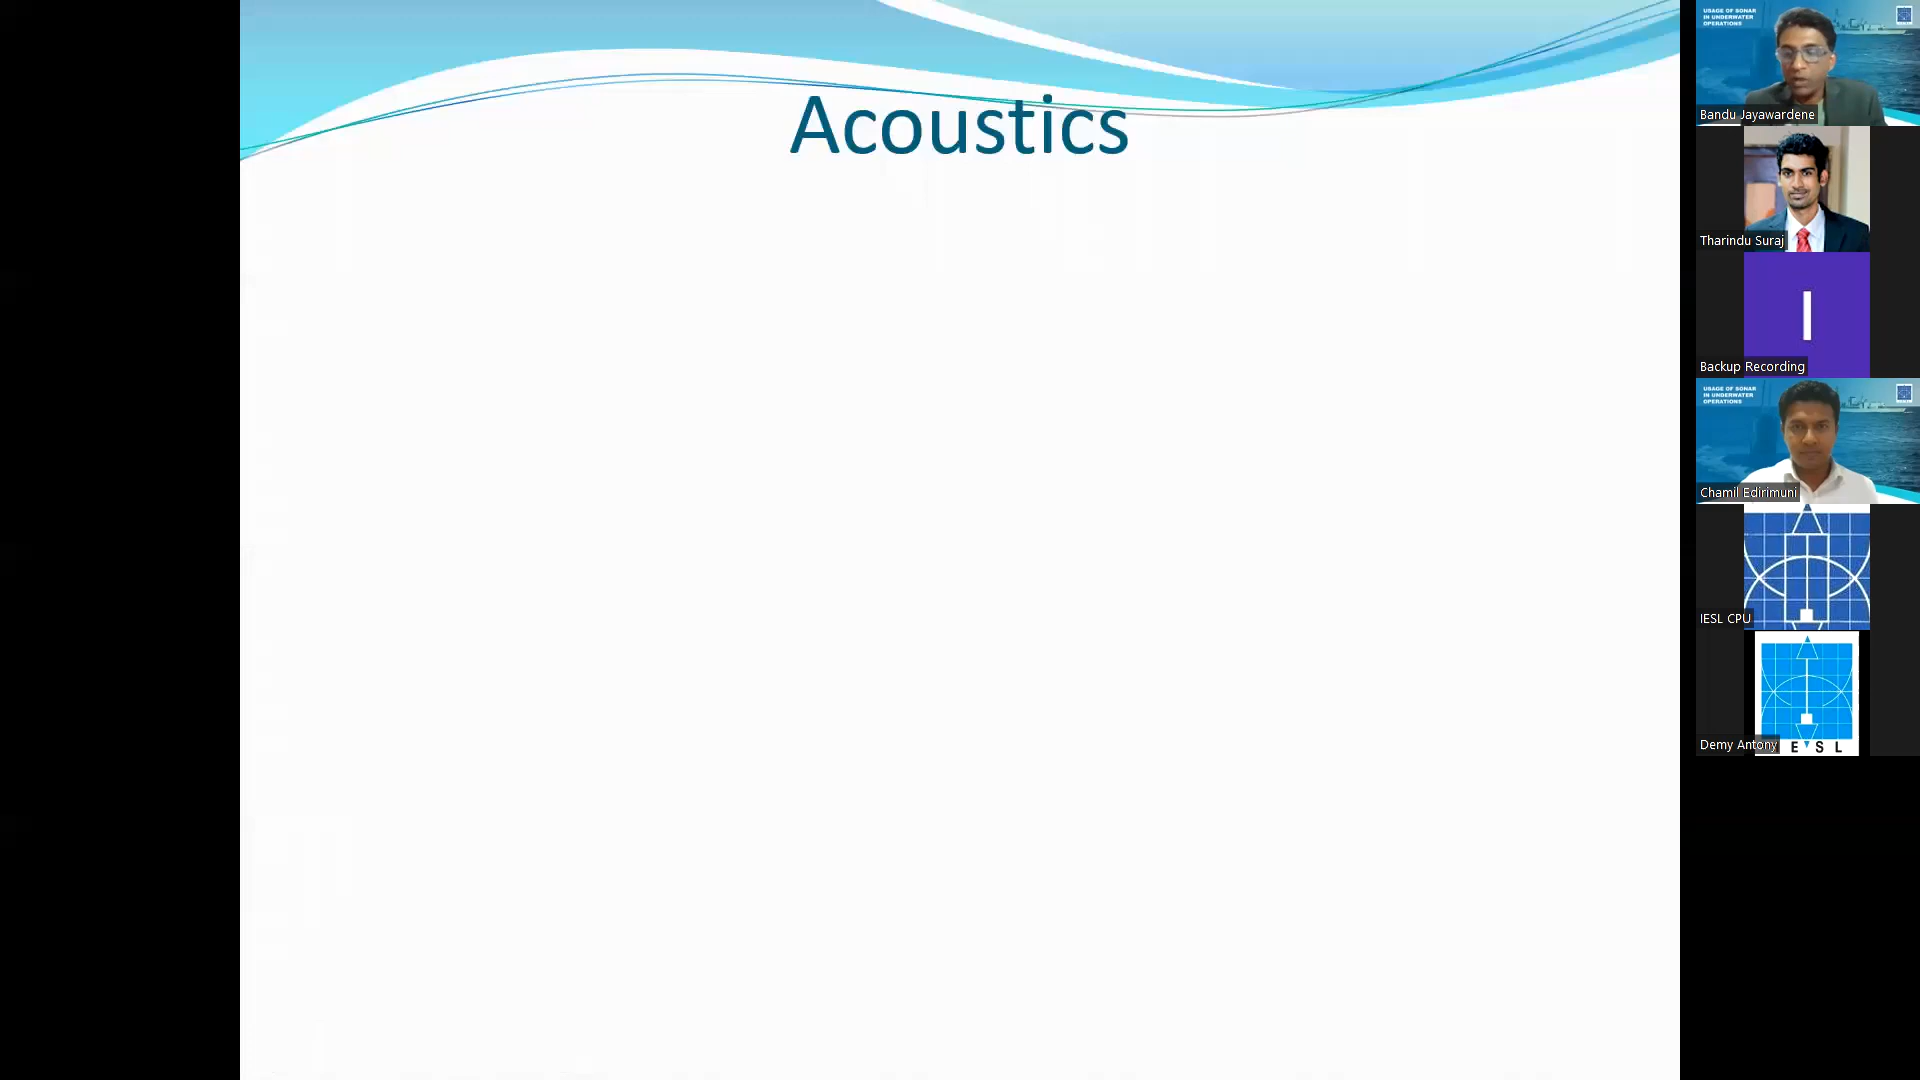 Acoustics
USAGE OF SONAR
IN UNDERWATER
OPERATIONS
Bandu Jayawardene
Tharindu Suraj
I
Backup Recording
USAGE OF SONAR
IN UNDERWATER
OPERATIONS
Chamil Edirimuni
IESL CPU
Demy Antony
E S L